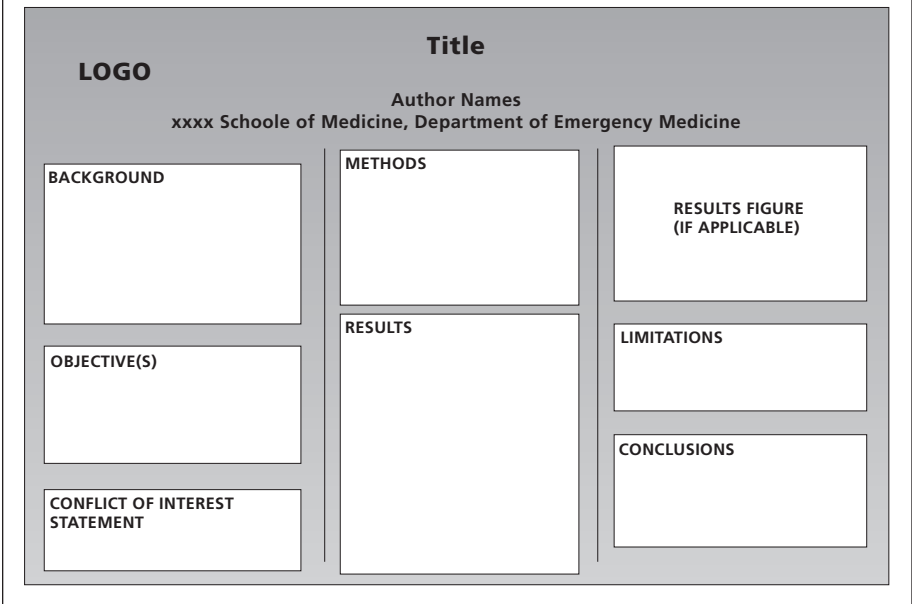 Title
LOGO
Author Names
xxxx Schoole of Medicine, Department of Emergency Medicine
BACKGROUND
OBJECTIVE(S)
CONFLICT OF INTEREST
STATEMENT
METHODS
RESULTS
RESULTS FIGURE
(IF APPLICABLE)
LIMITATIONS
CONCLUSIONS